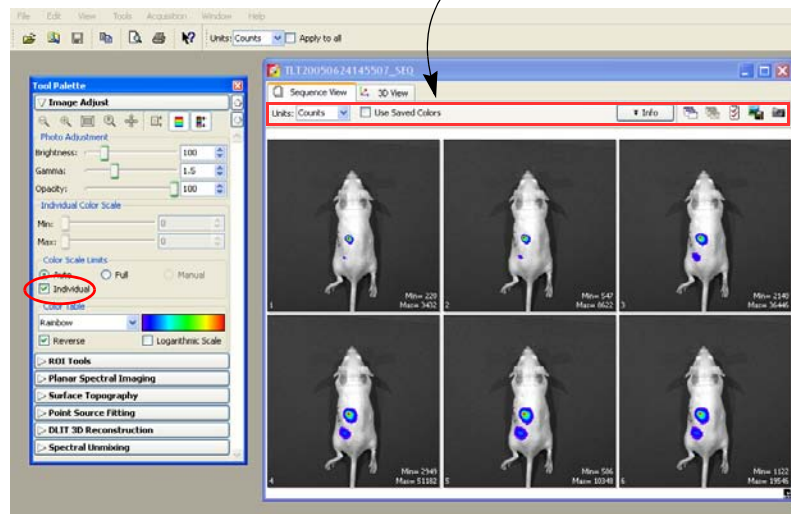 File Edit View Tools Acquisition Window Help
Units: Counts Apply to all
TLT20050624145507_SEQ
Sequence View 3D View
Units: Counts Use Saved Colors Info
Tool Palette
Image Adjust
Photo Adjustment
Brightness: 100
Gamma: 1.5
Opacity: 100
Individual Color Scale
Min: 0
Max: 0
Color Scale Limits
Auto Full Manual
Individual
Color Table
Rainbow
Reverse Logarithmic Scale
ROI Tools
Planar Spectral Imaging
Surface Topography
Point Source Fitting
DLIT 3D Reconstruction
Spectral Unmixing
Min= 220
1 Max= 3432
Min= 547
2 Max= 8622
Min= 2140
3 Max= 36446
Min= 2949
4 Max= 51182
Min= 586
5 Max= 10348
Min= 1122
6 Max= 19546